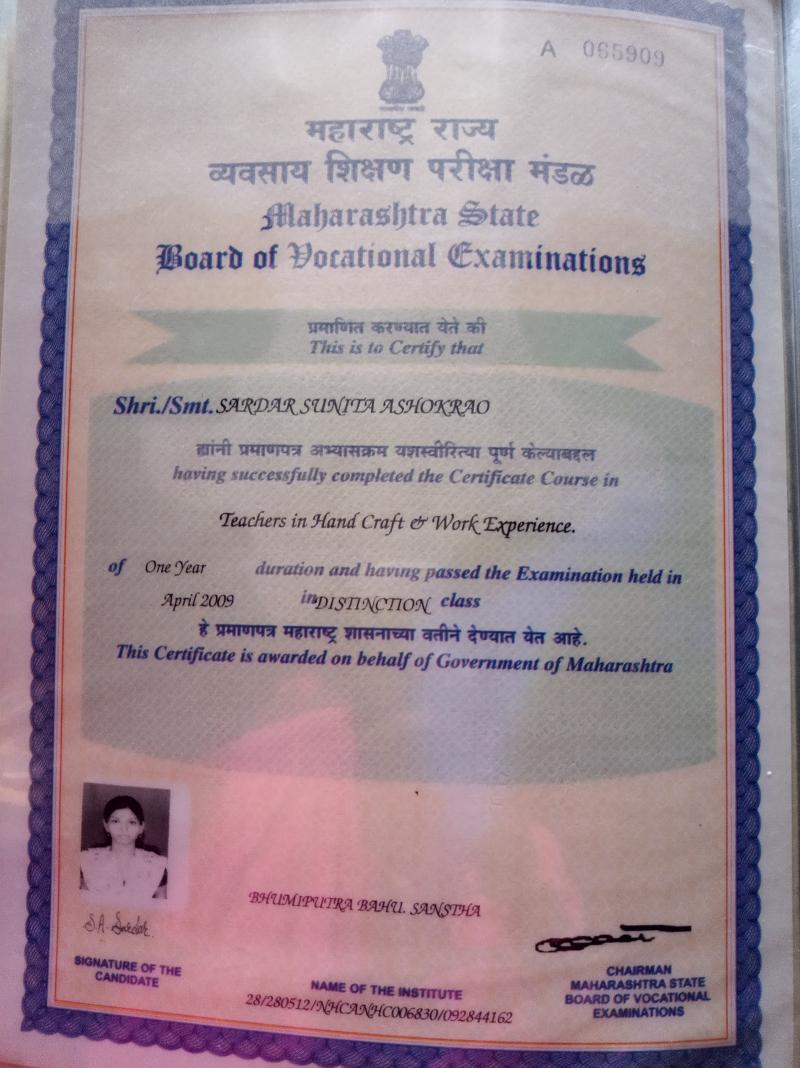 A 065909
महाराष्ट्र राज्य
व्यवसाय शिक्षण परीक्षा मंडळ
Maharashtra State
Board of Vocational Examinations
प्रमाणित करण्यात येते की
This is to Certify that
Shri./Smt. SARDAR SUNITA ASHOKRAO
ह्यांनी प्रमाणपत्र अभ्यासक्रम यशस्वीरित्या पूर्ण केल्याबद्दल
having successfully completed the Certificate Course in
Teachers in Hand Craft & Work Experience.
of One Year duration and having passed the Examination held in
April 2009 in DISTINCTION class
हे प्रमाणपत्र महाराष्ट्र शासनाच्या वतीने देण्यात येत आहे.
This Certificate is awarded on behalf of Government of Maharashtra
BHUMIPUTRA BAHU. SANSTHA
S.A. Sardar.
SIGNATURE OF THE
CANDIDATE
NAME OF THE INSTITUTE
28/280512/NHCANHC006830/092844162
CHAIRMAN
MAHARASHTRA STATE
BOARD OF VOCATIONAL
EXAMINATIONS